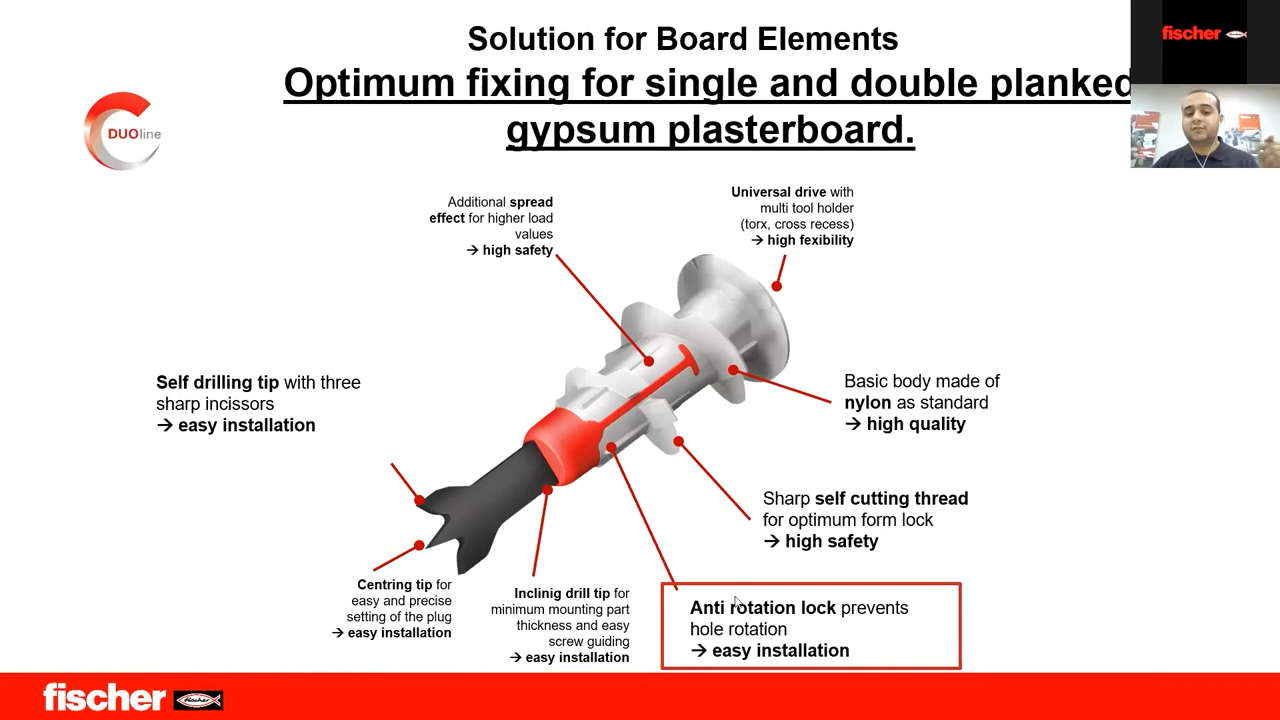 Solution for Board Elements
Optimum fixing for single and double planked
gypsum plasterboard.
fischer
DUOline
Additional spread
effect for higher load
values
→ high safety
Universal drive with
multi tool holder
(torx, cross recess)
→ high fexibility
Self drilling tip with three
sharp incissors
→ easy installation
Basic body made of
nylon as standard
→ high quality
Sharp self cutting thread
for optimum form lock
→ high safety
Centring tip for
easy and precise
setting of the plug
→ easy installation
Inclinig drill tip for
minimum mounting part
thickness and easy
screw guiding
→ easy installation
Anti rotation lock prevents
hole rotation
→ easy installation
fischer
fischer